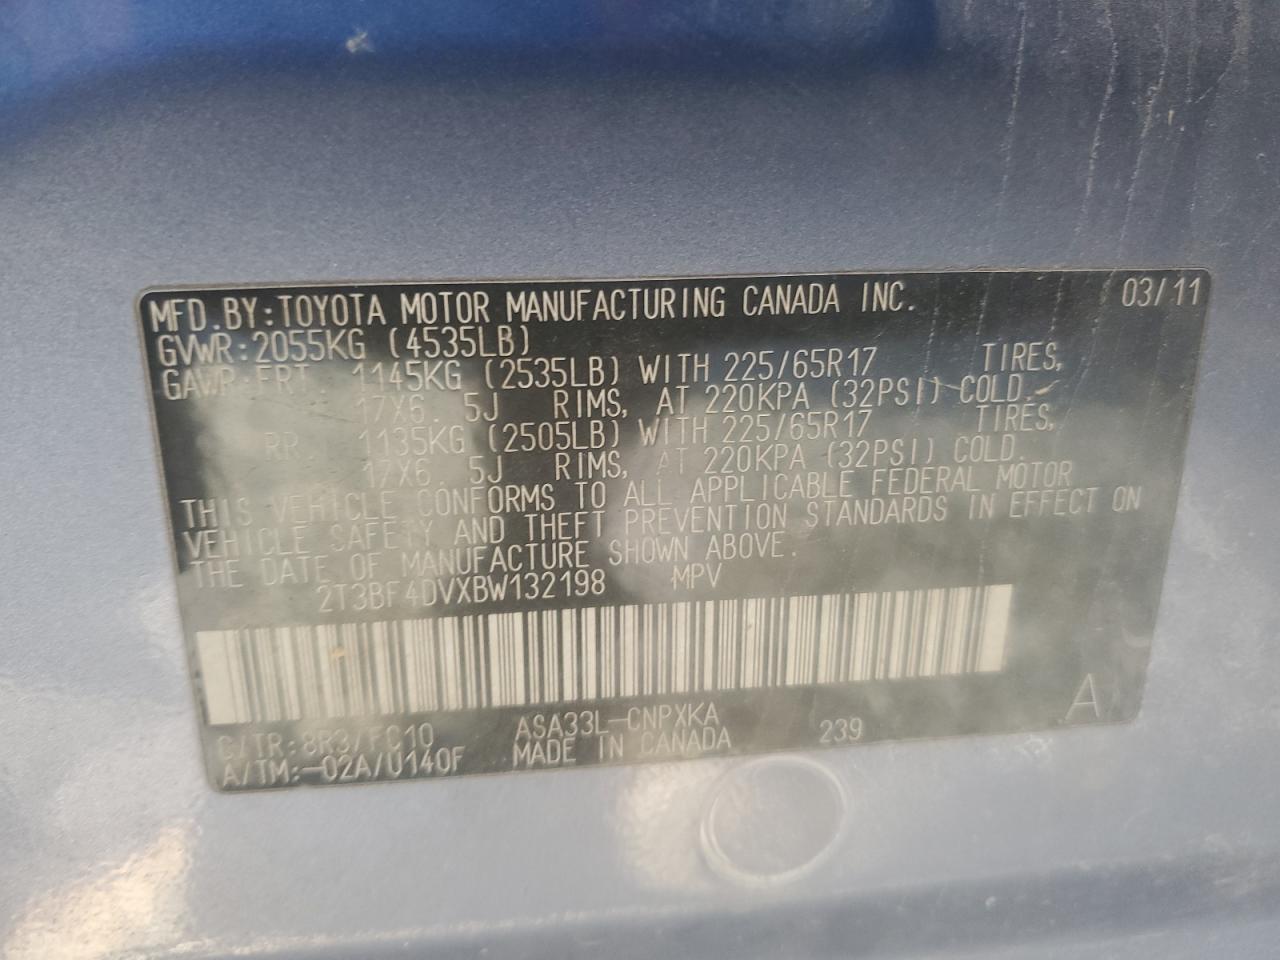 MFD.BY:TOYOTA MOTOR MANUFACTURING CANADA INC. 03/11
GVWR:2055KG (4535LB)
GAWR:FRT 1145KG (2535LB) WITH 225/65R17 TIRES,
17X6.5J RIMS, AT 220KPA (32PSI) COLD.
RR 1135KG (2505LB) WITH 225/65R17 TIRES,
17X6.5J RIMS, AT 220KPA (32PSI) COLD.
THIS VEHICLE CONFORMS TO ALL APPLICABLE FEDERAL MOTOR
VEHICLE SAFETY AND THEFT PREVENTION STANDARDS IN EFFECT ON
THE DATE OF MANUFACTURE SHOWN ABOVE.
2T3BF4DVXBW132198 MPV
C/TR:8R3/FC10 ASA33L-CNPXKA 239 A
A/TM:-02A/U140F MADE IN CANADA